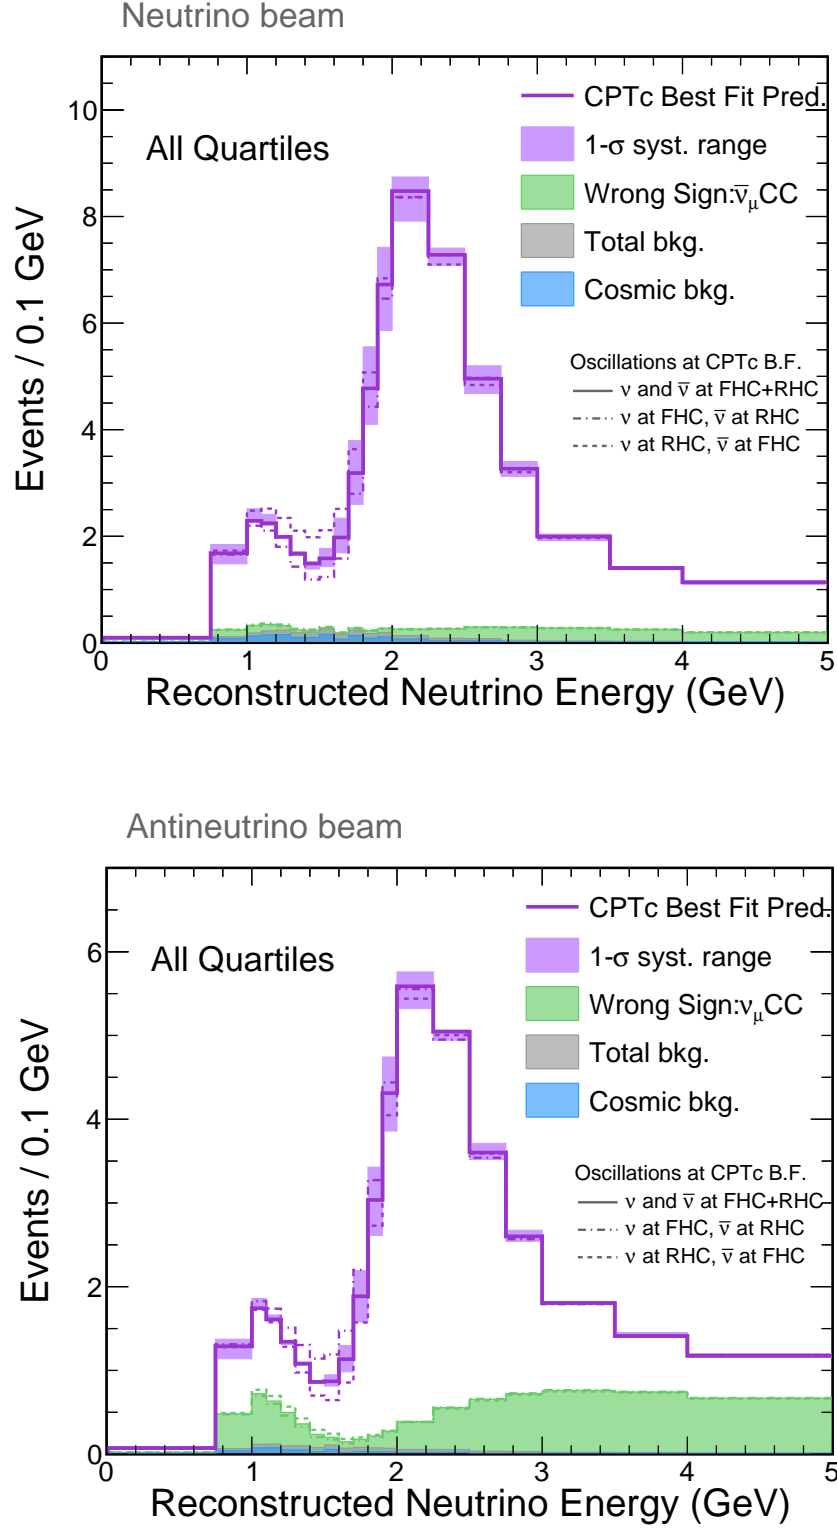 Neutrino beam
10
8
6
4
2
0
Events / 0.1 GeV
All Quartiles
CPTc Best Fit Pred.
1-σ syst. range
Wrong Sign:ν̅μCC
Total bkg.
Cosmic bkg.
Oscillations at CPTc B.F.
ν and ν̅ at FHC+RHC
ν at FHC, ν̅ at RHC
ν at RHC, ν̅ at FHC
0 1 2 3 4 5
Reconstructed Neutrino Energy (GeV)
Antineutrino beam
6
4
2
0
Events / 0.1 GeV
All Quartiles
CPTc Best Fit Pred.
1-σ syst. range
Wrong Sign:νμCC
Total bkg.
Cosmic bkg.
Oscillations at CPTc B.F.
ν and ν̅ at FHC+RHC
ν at FHC, ν̅ at RHC
ν at RHC, ν̅ at FHC
0 1 2 3 4 5
Reconstructed Neutrino Energy (GeV)